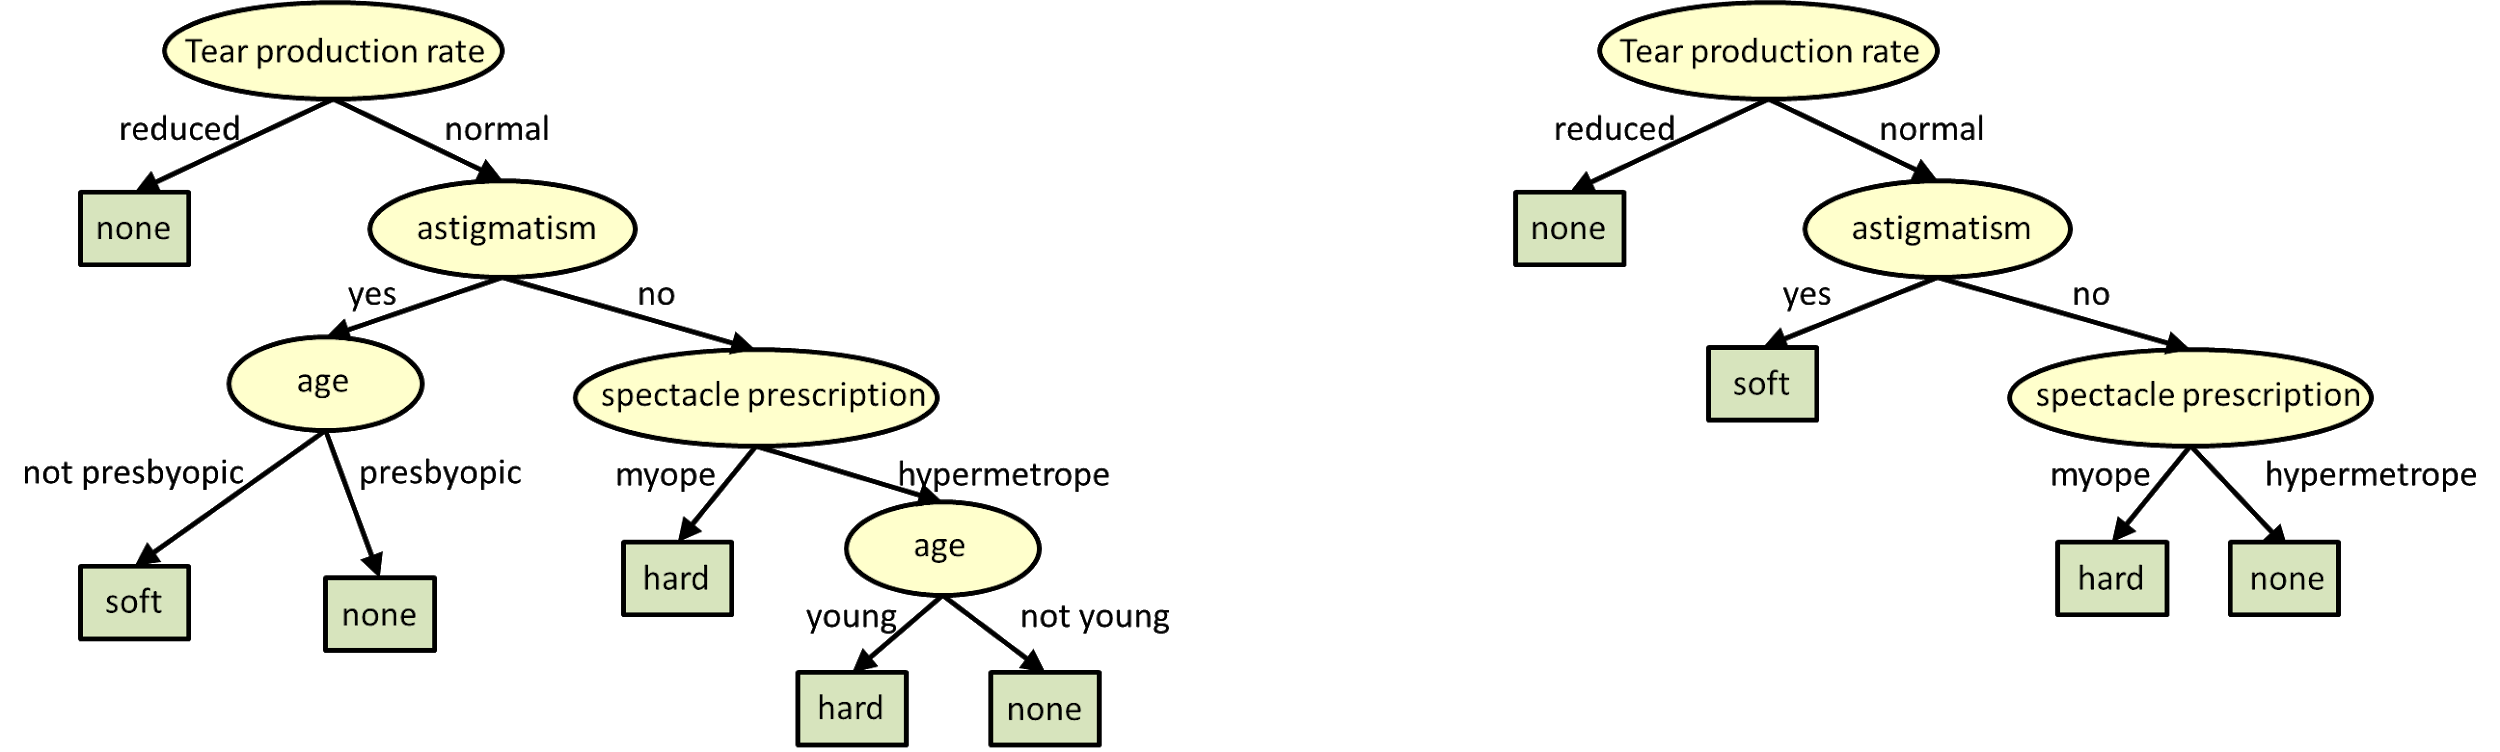 Tear production rate
reduced
normal
none
astigmatism
yes
no
age
spectacle prescription
not presbyopic
presbyopic
myope
hypermetrope
soft
none
hard
age
young
not young
hard
none
Tear production rate
reduced
normal
none
astigmatism
yes
no
soft
spectacle prescription
myope
hypermetrope
hard
none